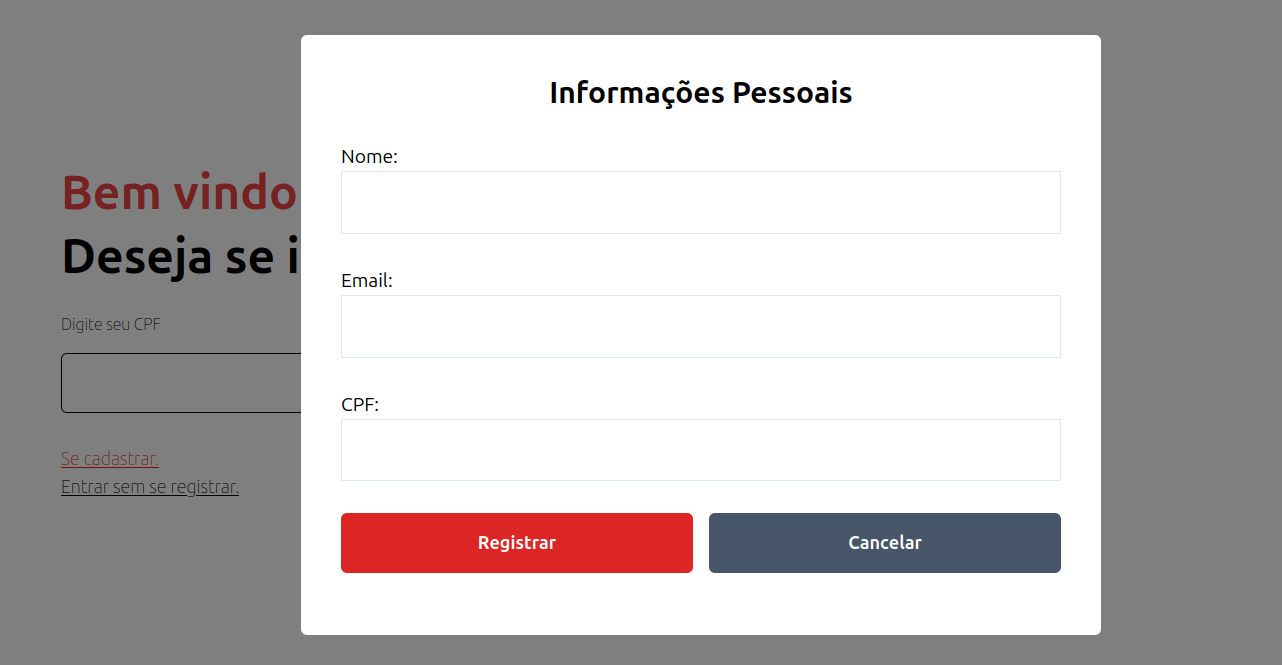 Informações Pessoais
Nome:
Email:
CPF:
Registrar
Cancelar
Bem vindo
Deseja se i
Digite seu CPF
Se cadastrar.
Entrar sem se registrar.